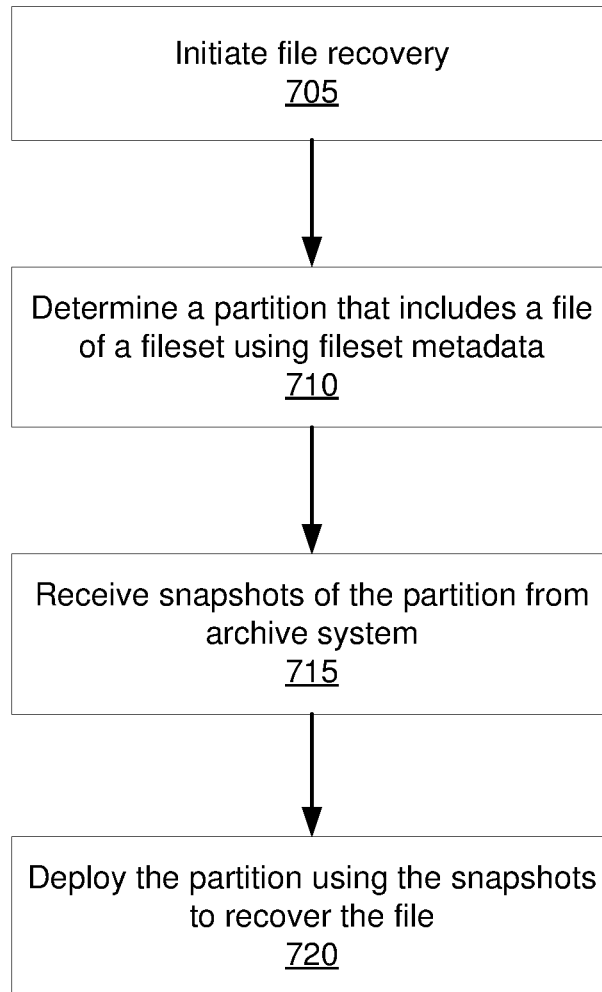 Initiate file recovery
705
Determine a partition that includes a file
of a fileset using fileset metadata
710
Receive snapshots of the partition from
archive system
715
Deploy the partition using the snapshots
to recover the file
720